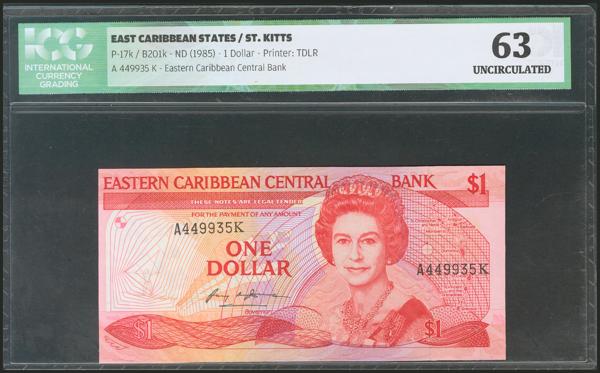 ICG
INTERNATIONAL
CURRENCY
GRADING
EAST CARIBBEAN STATES / ST. KITTS
P-17k / B201k - ND (1985) - 1 Dollar - Printer: TDLR
A 449935 K - Eastern Caribbean Central Bank
63
UNCIRCULATED
EASTERN CARIBBEAN CENTRAL BANK $1
THESE NOTES ARE LEGAL TENDER
FOR THE PAYMENT OF ANY AMOUNT
A449935K
ONE
DOLLAR
A449935K
$1
$1